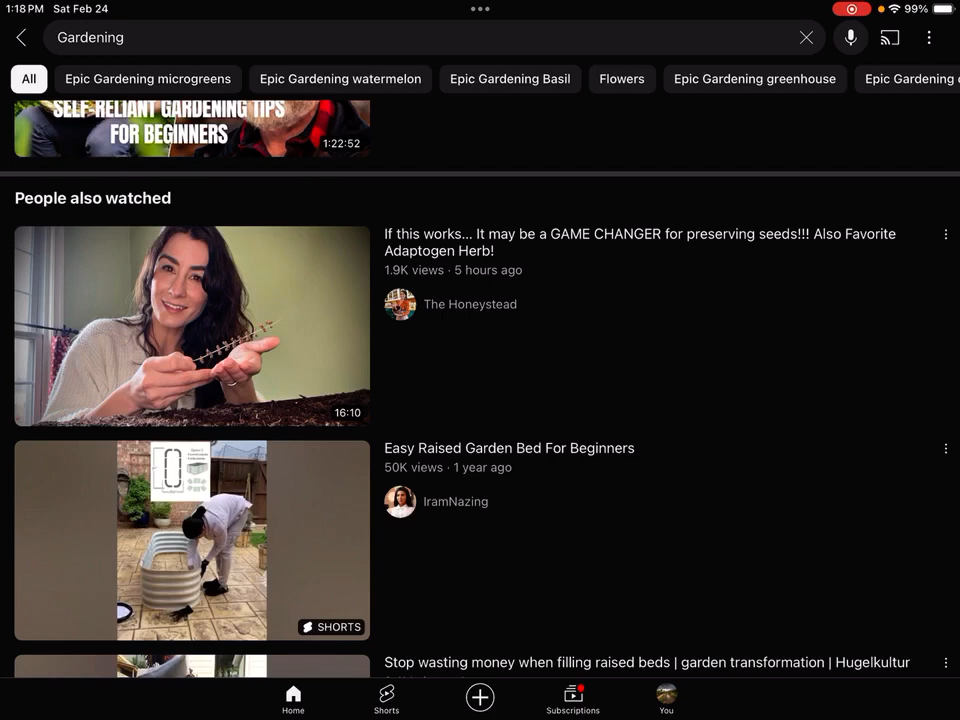 1:18 PM Sat Feb 24
99%
Gardening
All
Epic Gardening microgreens
Epic Gardening watermelon
Epic Gardening Basil
Flowers
Epic Gardening greenhouse
Epic Gardening
SELF-RELIANT GARDENING TIPS
FOR BEGINNERS
1:22:52
People also watched
If this works... It may be a GAME CHANGER for preserving seeds!!! Also Favorite
Adaptogen Herb!
1.9K views · 5 hours ago
The Honeystead
16:10
Easy Raised Garden Bed For Beginners
50K views · 1 year ago
IramNazing
SHORTS
Stop wasting money when filling raised beds | garden transformation | Hugelkultur
Home
Shorts
Subscriptions
You